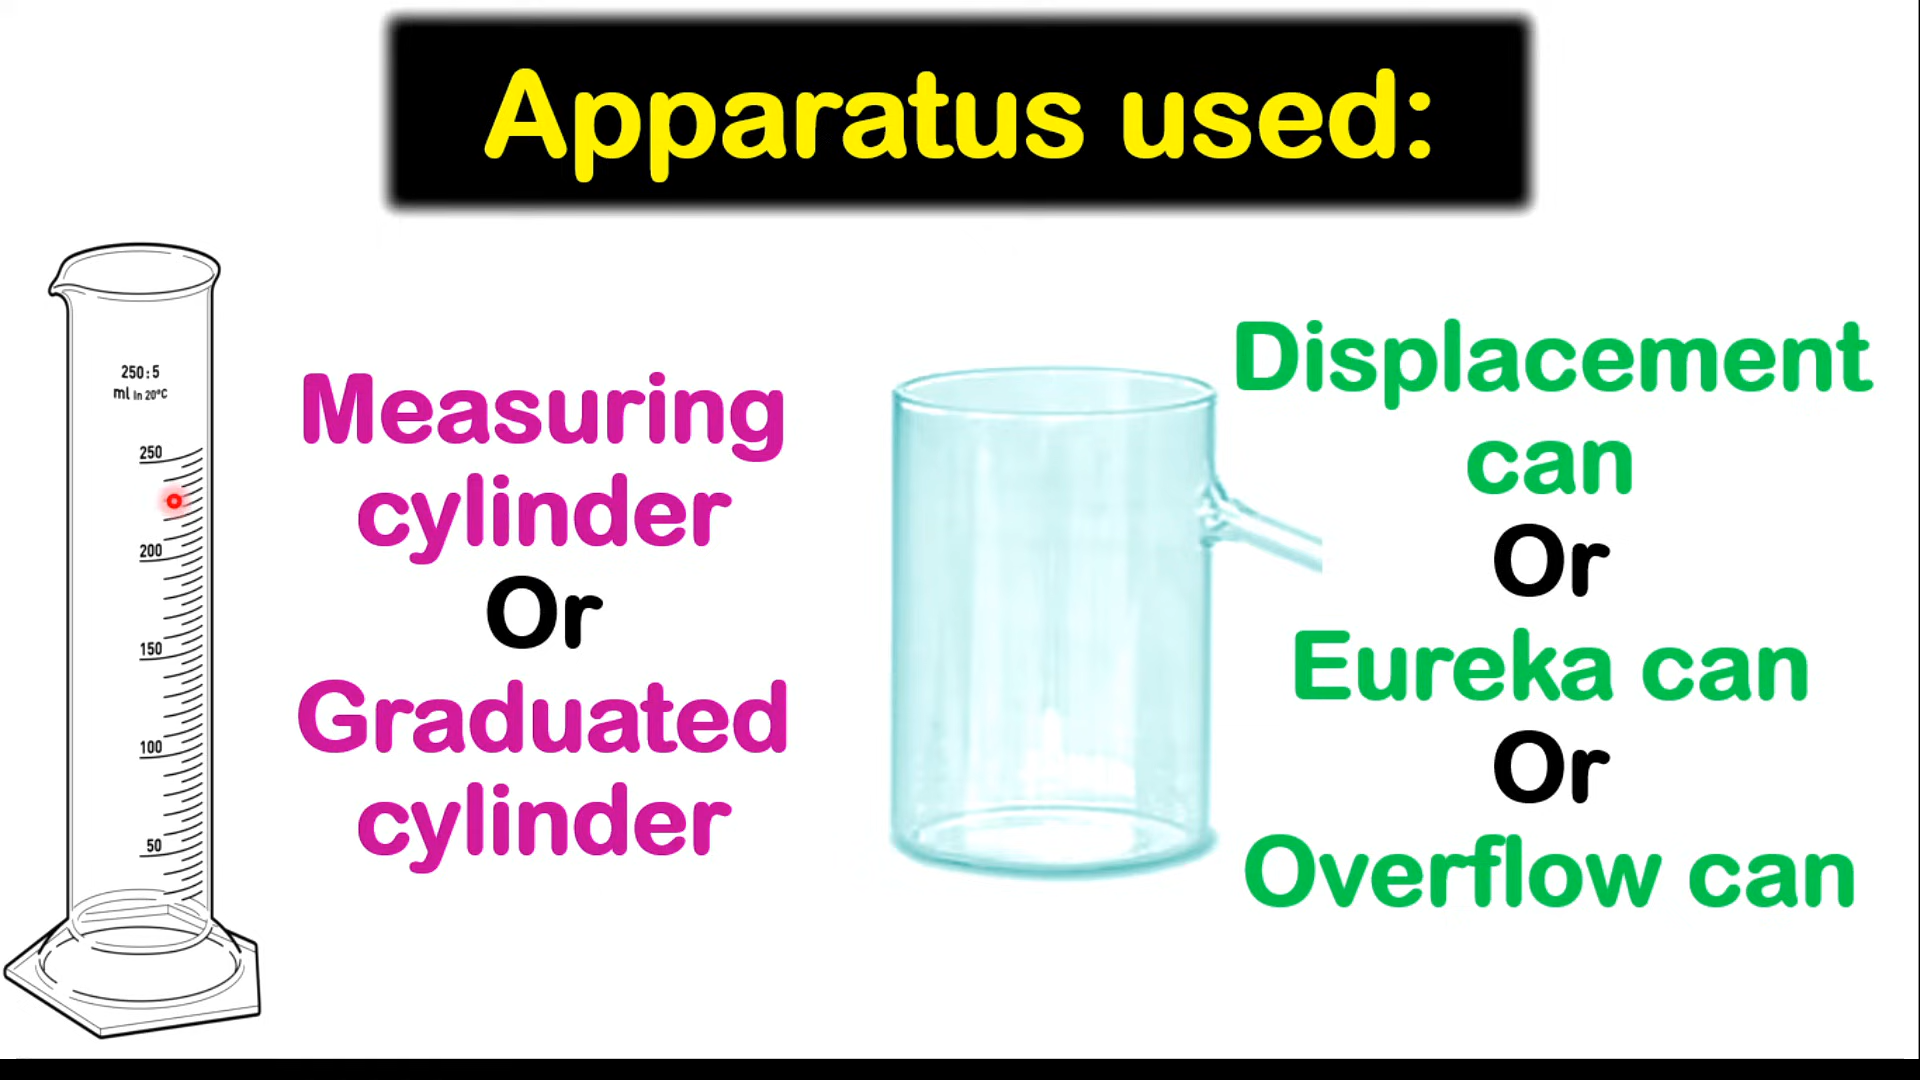 Apparatus used:
250:5
ml In 20°C
250
200
150
100
50
Measuring
cylinder
Or
Graduated
cylinder
Displacement
can
Or
Eureka can
Or
Overflow can